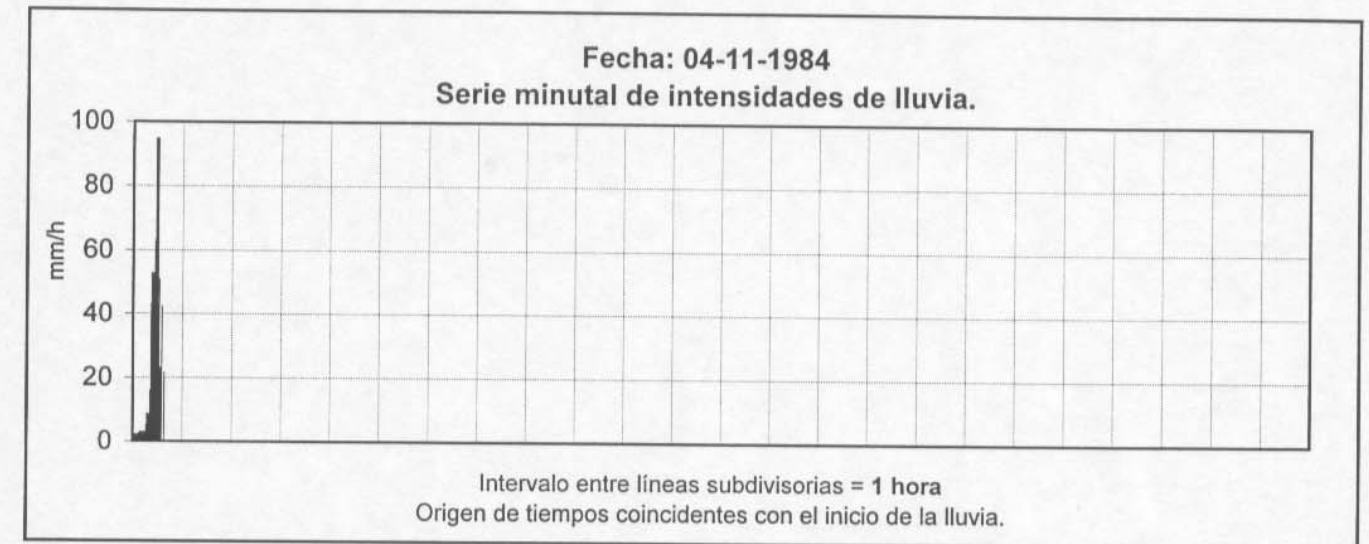 Fecha: 04-11-1984
Serie minutal de intensidades de lluvia.
100
80
60
40
20
0
mm/h
Intervalo entre líneas subdivisorias = 1 hora
Origen de tiempos coincidentes con el inicio de la lluvia.